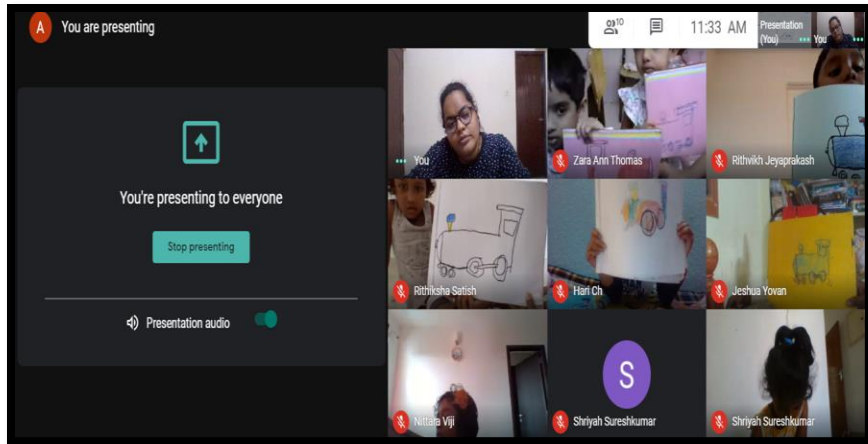 A You are presenting
10 11:33 AM Presentation
(You) ••• You •••
You're presenting to everyone
Stop presenting
Presentation audio
••• You
Zara Ann Thomas
Rithvikh Jeyaprakash
Rithiksha Satish
Hari Ch
Jeshua Yovan
Nittara Viji
S
Shriyah Sureshkumar
Shriyah Sureshkumar